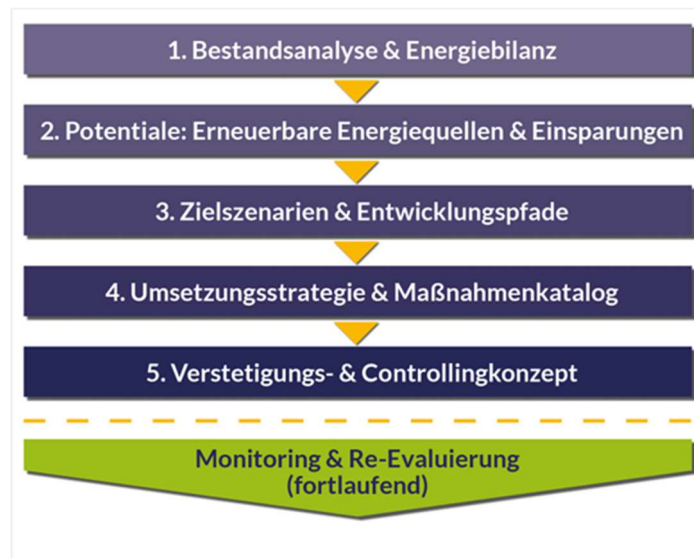 1. Bestandsanalyse & Energiebilanz
2. Potentiale: Erneuerbare Energiequellen & Einsparungen
3. Zielszenarien & Entwicklungspfade
4. Umsetzungsstrategie & Maßnahmenkatalog
5. Verstetigungs- & Controllingkonzept
Monitoring & Re-Evaluierung
(fortlaufend)